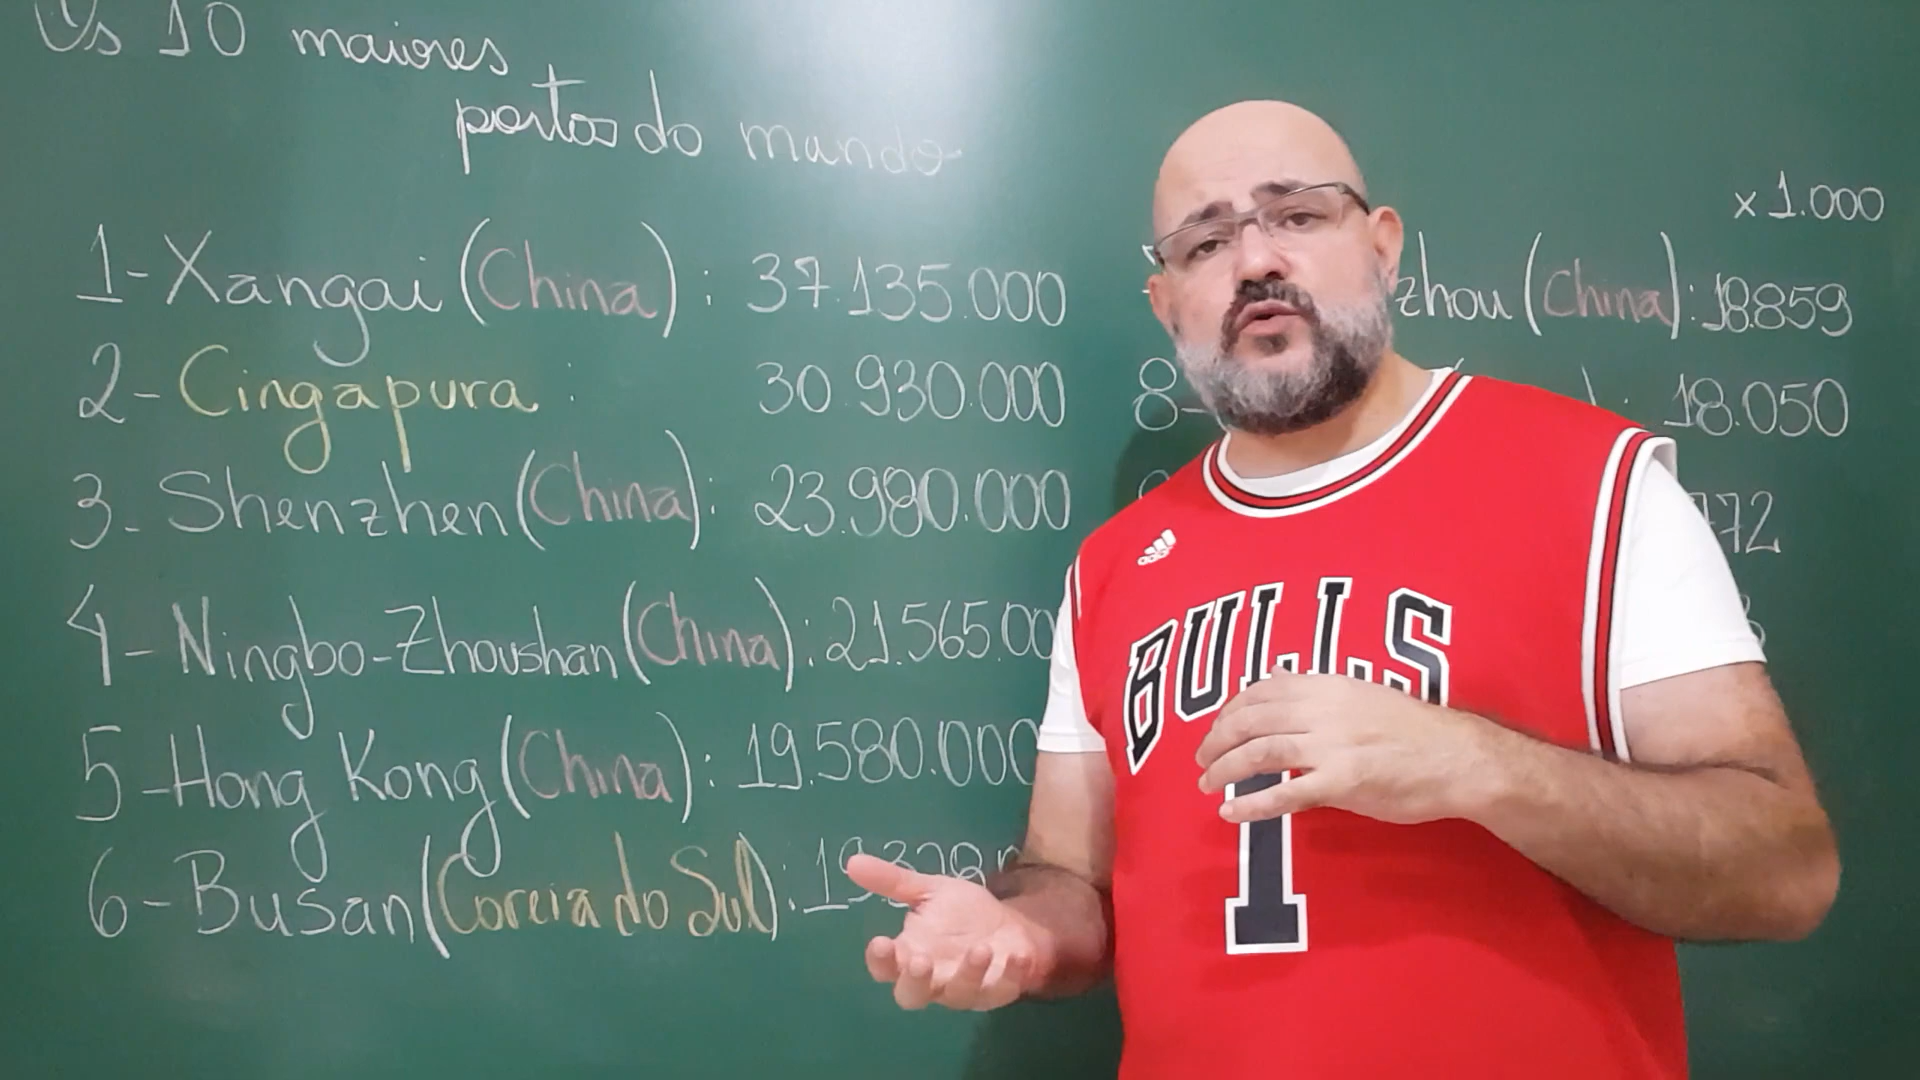 Os 10 maiores
portos do mundo
1-Xangai (China): 37.135.000
2-Cingapura: 30.930.000
3-Shenzhen (China): 23.980.000
4-Ningbo-Zhoushan (China): 21.565.00
5-Hong Kong (China): 19.580.000
6-Busan (Coreia do Sul):
x 1.000
zhou (China): 18.859
8- : 18.050
72
adidas
BULLS
1